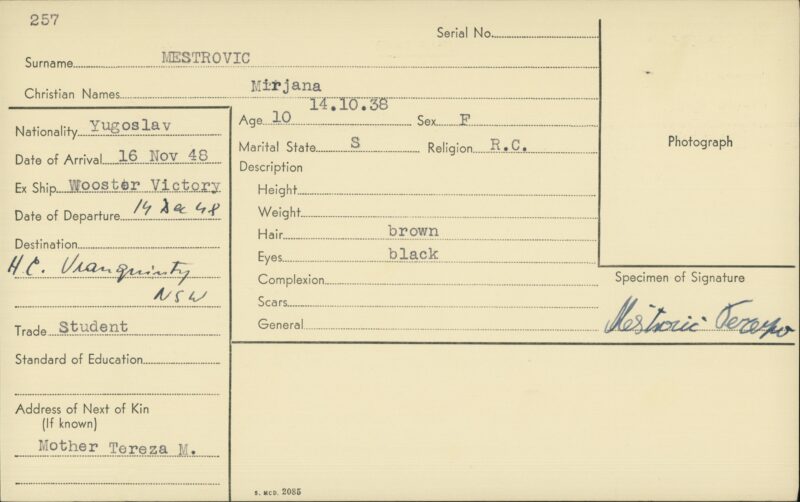 257
Serial No.
Surname MESTROVIC
Christian Names Mirjana
Nationality Yugoslav
Date of Arrival 16 Nov 48
Ex Ship Wooster Victory
Date of Departure 14 Dec 48
Destination
H.C. Uranquinty
NSW
Trade Student
Standard of Education
Address of Next of Kin
(If known)
Mother Tereza M.
14.10.38
Age 10 Sex F
Marital State S Religion R.C.
Description
Height
Weight
Hair brown
Eyes black
Complexion
Scars
General
Photograph
Specimen of Signature
Mestrovic
S. MCD. 2085